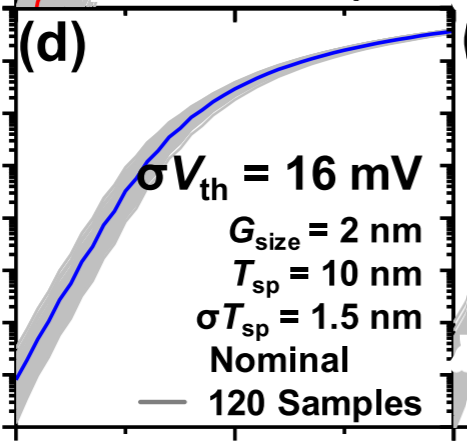 (d)
σVth = 16 mV
Gsize = 2 nm
Tsp = 10 nm
σTsp = 1.5 nm
Nominal
120 Samples